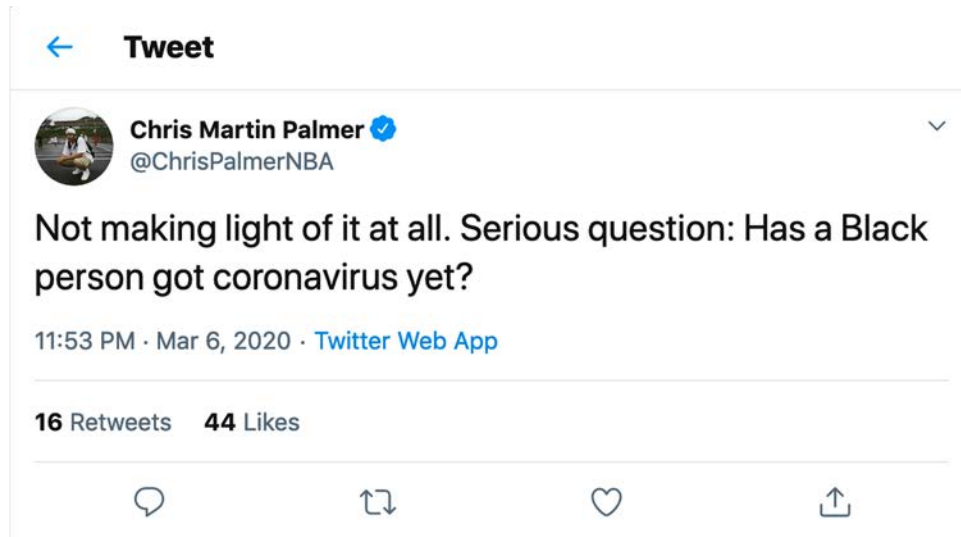 Tweet
Chris Martin Palmer
@ChrisPalmerNBA
Not making light of it at all. Serious question: Has a Black
person got coronavirus yet?
11:53 PM · Mar 6, 2020 · Twitter Web App
16 Retweets 44 Likes